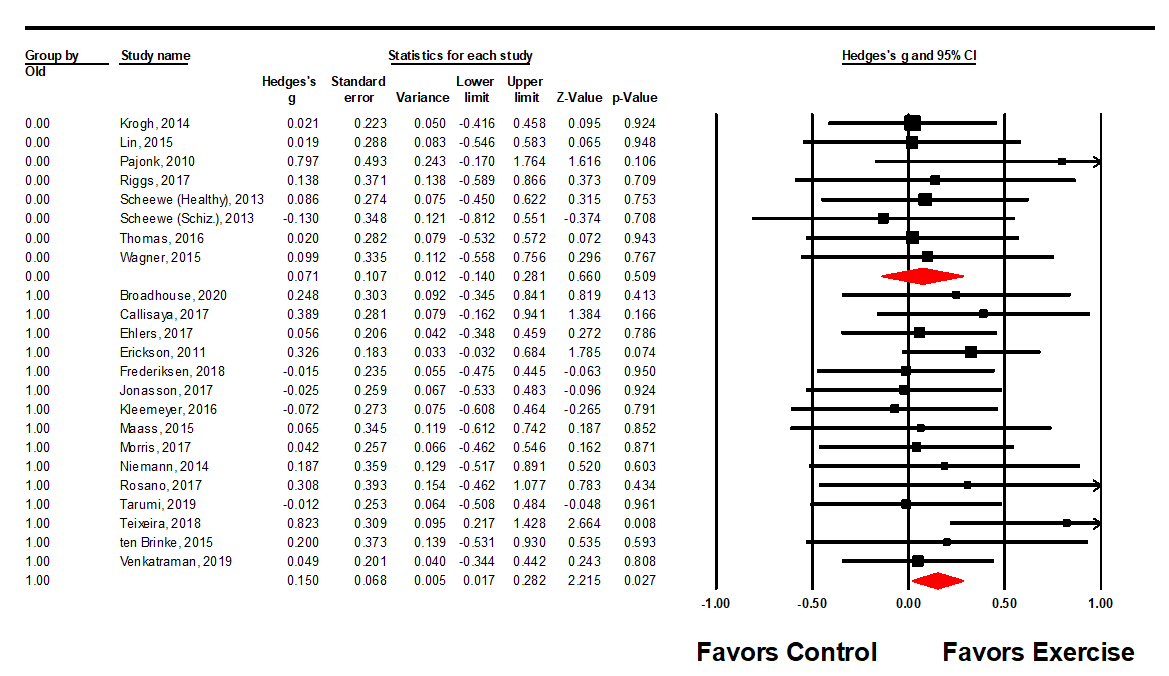 Group by Study name Statistics for each study Hedges's g and 95% CI
Old
Hedges's Standard Lower Upper
g error Variance limit limit Z-Value p-Value
0.00 Krogh, 2014 0.021 0.223 0.050 -0.416 0.458 0.095 0.924
0.00 Lin, 2015 0.019 0.288 0.083 -0.546 0.583 0.065 0.948
0.00 Pajonk, 2010 0.797 0.493 0.243 -0.170 1.764 1.616 0.106
0.00 Riggs, 2017 0.138 0.371 0.138 -0.589 0.866 0.373 0.709
0.00 Scheewe (Healthy), 2013 0.086 0.274 0.075 -0.450 0.622 0.315 0.753
0.00 Scheewe (Schiz.), 2013 -0.130 0.348 0.121 -0.812 0.551 -0.374 0.708
0.00 Thomas, 2016 0.020 0.282 0.079 -0.532 0.572 0.072 0.943
0.00 Wagner, 2015 0.099 0.335 0.112 -0.558 0.756 0.296 0.767
0.00 0.071 0.107 0.012 -0.140 0.281 0.660 0.509
1.00 Broadhouse, 2020 0.248 0.303 0.092 -0.345 0.841 0.819 0.413
1.00 Callisaya, 2017 0.389 0.281 0.079 -0.162 0.941 1.384 0.166
1.00 Ehlers, 2017 0.056 0.206 0.042 -0.348 0.459 0.272 0.786
1.00 Erickson, 2011 0.326 0.183 0.033 -0.032 0.684 1.785 0.074
1.00 Frederiksen, 2018 -0.015 0.235 0.055 -0.475 0.445 -0.063 0.950
1.00 Jonasson, 2017 -0.025 0.259 0.067 -0.533 0.483 -0.096 0.924
1.00 Kleemeyer, 2016 -0.072 0.273 0.075 -0.608 0.464 -0.265 0.791
1.00 Maass, 2015 0.065 0.345 0.119 -0.612 0.742 0.187 0.852
1.00 Morris, 2017 0.042 0.257 0.066 -0.462 0.546 0.162 0.871
1.00 Niemann, 2014 0.187 0.359 0.129 -0.517 0.891 0.520 0.603
1.00 Rosano, 2017 0.308 0.393 0.154 -0.462 1.077 0.783 0.434
1.00 Tarumi, 2019 -0.012 0.253 0.064 -0.508 0.484 -0.048 0.961
1.00 Teixeira, 2018 0.823 0.309 0.095 0.217 1.428 2.664 0.008
1.00 ten Brinke, 2015 0.200 0.373 0.139 -0.531 0.930 0.535 0.593
1.00 Venkatraman, 2019 0.049 0.201 0.040 -0.344 0.442 0.243 0.808
1.00 0.150 0.068 0.005 0.017 0.282 2.215 0.027
-1.00 -0.50 0.00 0.50 1.00
Favors Control Favors Exercise